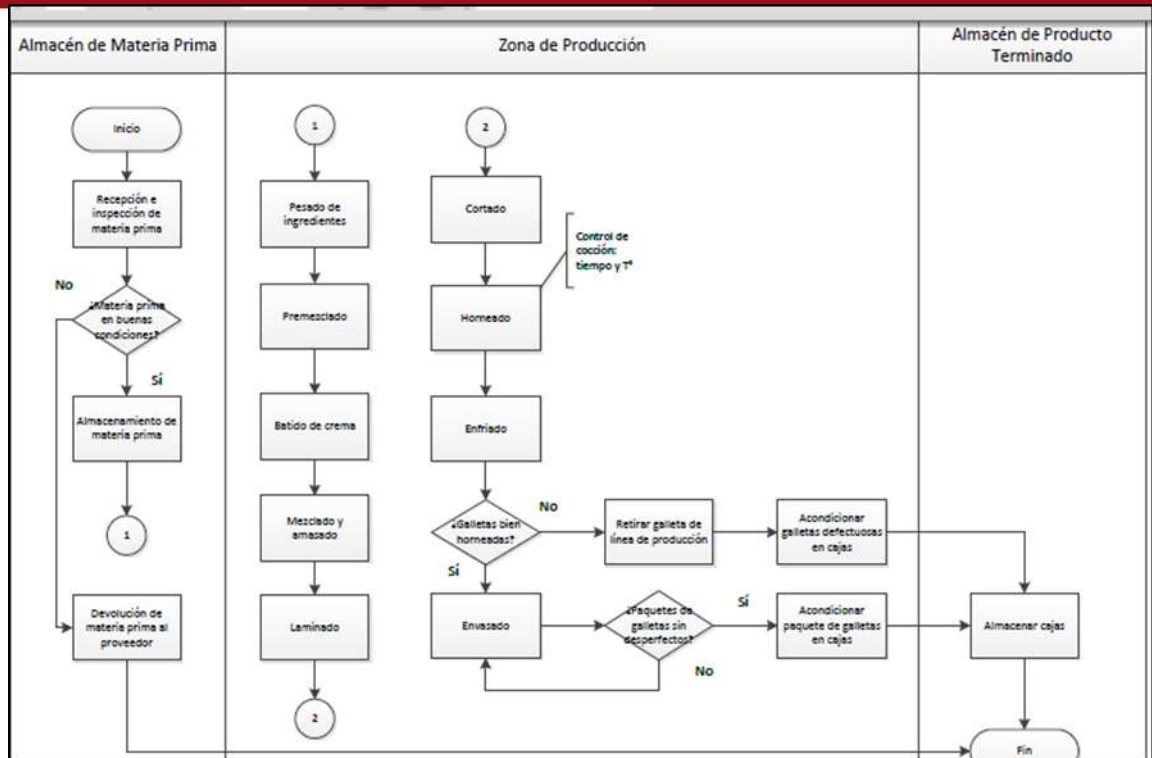 Almacén de Materia Prima
Zona de Producción
Almacén de Producto
Terminado
Inicio
Recepción e
inspección de
materia prima
No
¿Materia prima
en buenas
condiciones?
Sí
Almacenamiento de
materia prima
1
Devolución de
materia prima al
proveedor
1
Pesado de
ingredientes
Premezclado
Batido de crema
Mezclado y
amasado
Laminado
2
2
Cortado
Control de
cocción:
tiempo y Tª
Horneado
Enfriado
¿Galletas bien
horneadas?
No
Sí
Retirar galleta de
línea de producción
Acondicionar
galletas defectuosas
en cajas
Envasado
¿Paquetes de
galletas sin
desperfectos?
Sí
No
Acondicionar
paquete de galletas
en cajas
Almacenar cajas
Fin